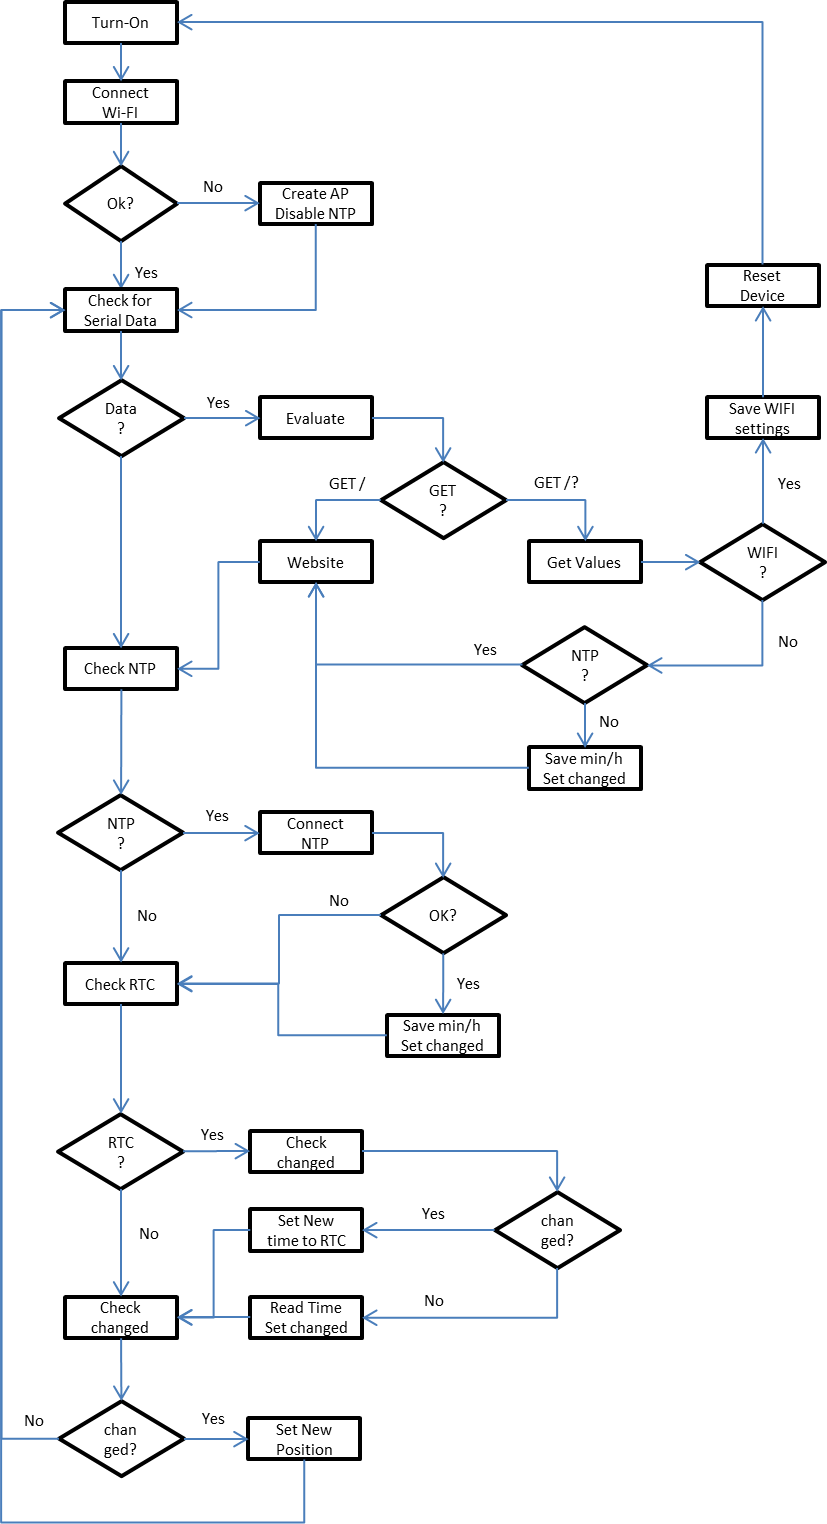 Turn-On
Connect
Wi-FI
Ok?
No
Create AP
Disable NTP
Yes
Check for
Serial Data
Reset
Device
Data
?
Yes
Evaluate
Save WIFI
settings
GET /
GET
?
GET /?
Yes
Website
Get Values
WIFI
?
No
Check NTP
Yes
NTP
?
No
Save min/h
Set changed
NTP
?
Yes
Connect
NTP
No
OK?
No
Yes
Check RTC
Save min/h
Set changed
RTC
?
Yes
Check
changed
No
Set New
time to RTC
Yes
chan
ged?
No
Check
changed
Read Time
Set changed
No
chan
ged?
Yes
Set New
Position